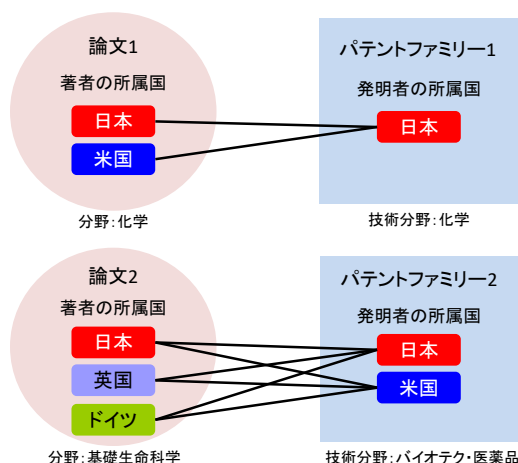 論文1
著者の所属国
日本
米国
分野:化学
パテントファミリー1
発明者の所属国
日本
技術分野:化学
論文2
著者の所属国
日本
英国
ドイツ
分野:基礎生命科学
パテントファミリー2
発明者の所属国
日本
米国
技術分野:バイオテク・医薬品